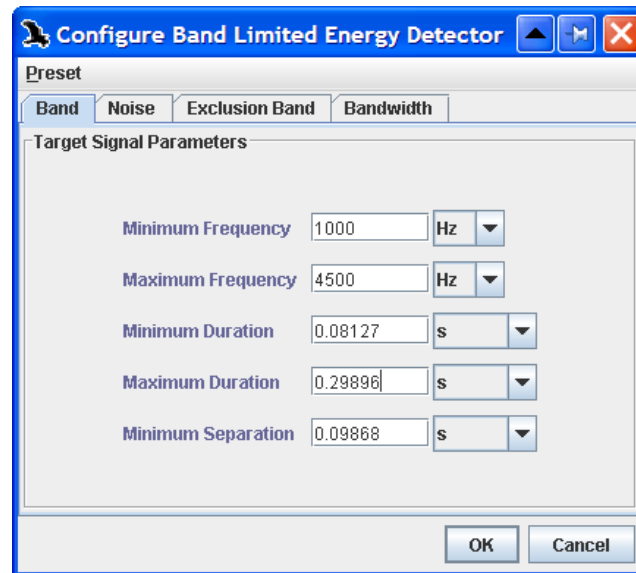 Configure Band Limited Energy Detector
Preset
Band Noise Exclusion Band Bandwidth
Target Signal Parameters
Minimum Frequency 1000 Hz
Maximum Frequency 4500 Hz
Minimum Duration 0.08127 s
Maximum Duration 0.29896 s
Minimum Separation 0.09868 s
OK Cancel